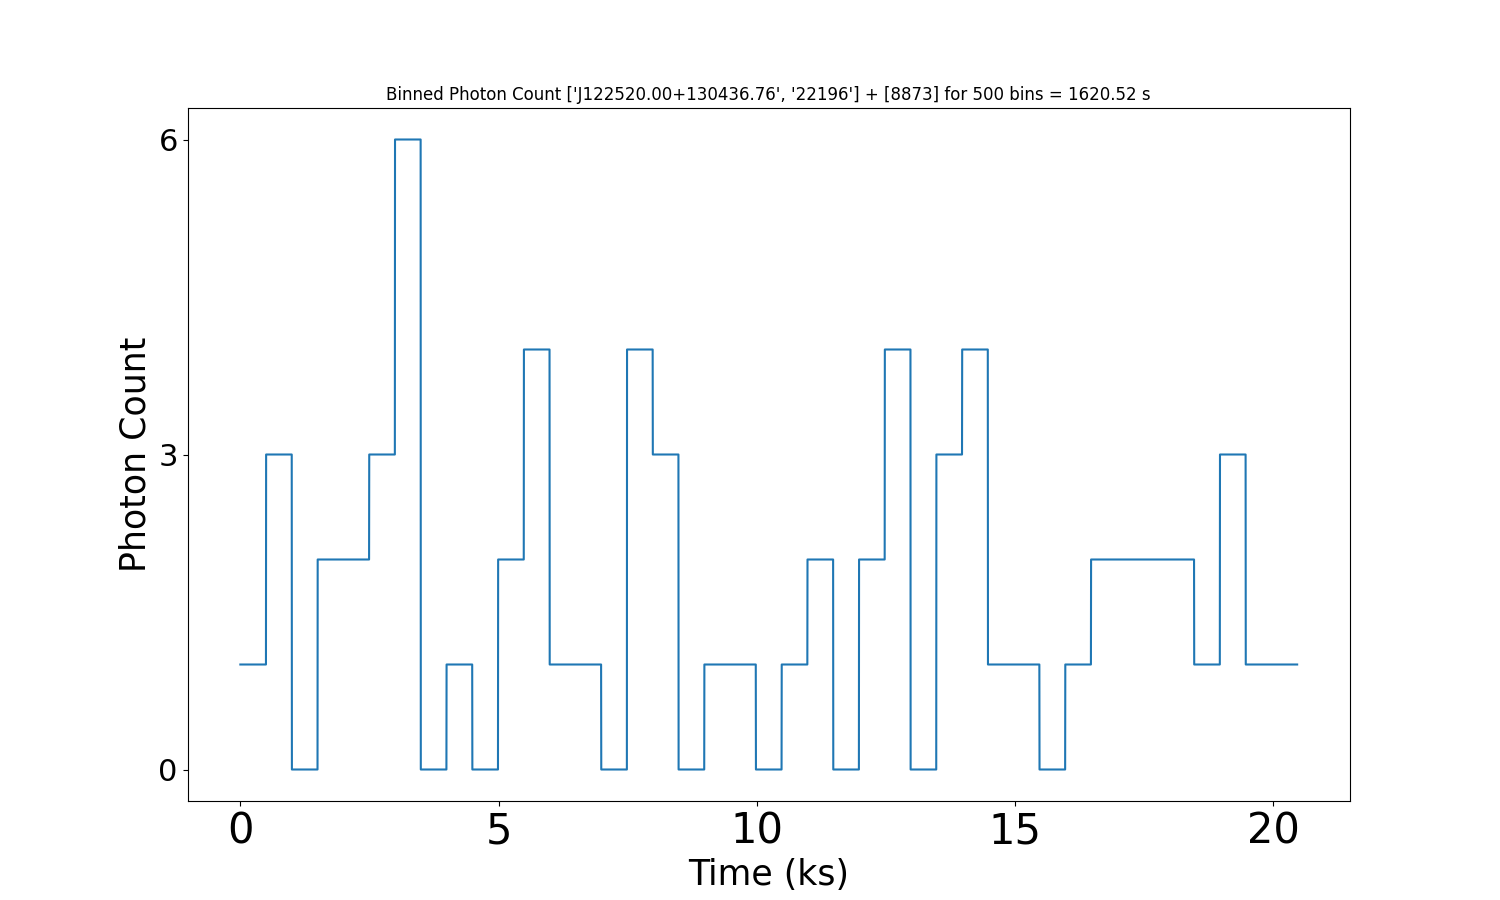 Binned Photon Count ['J122520.00+130436.76', '22196'] + [8873] for 500 bins = 1620.52 s
6
3
0
Photon Count
0 5 10 15 20
Time (ks)